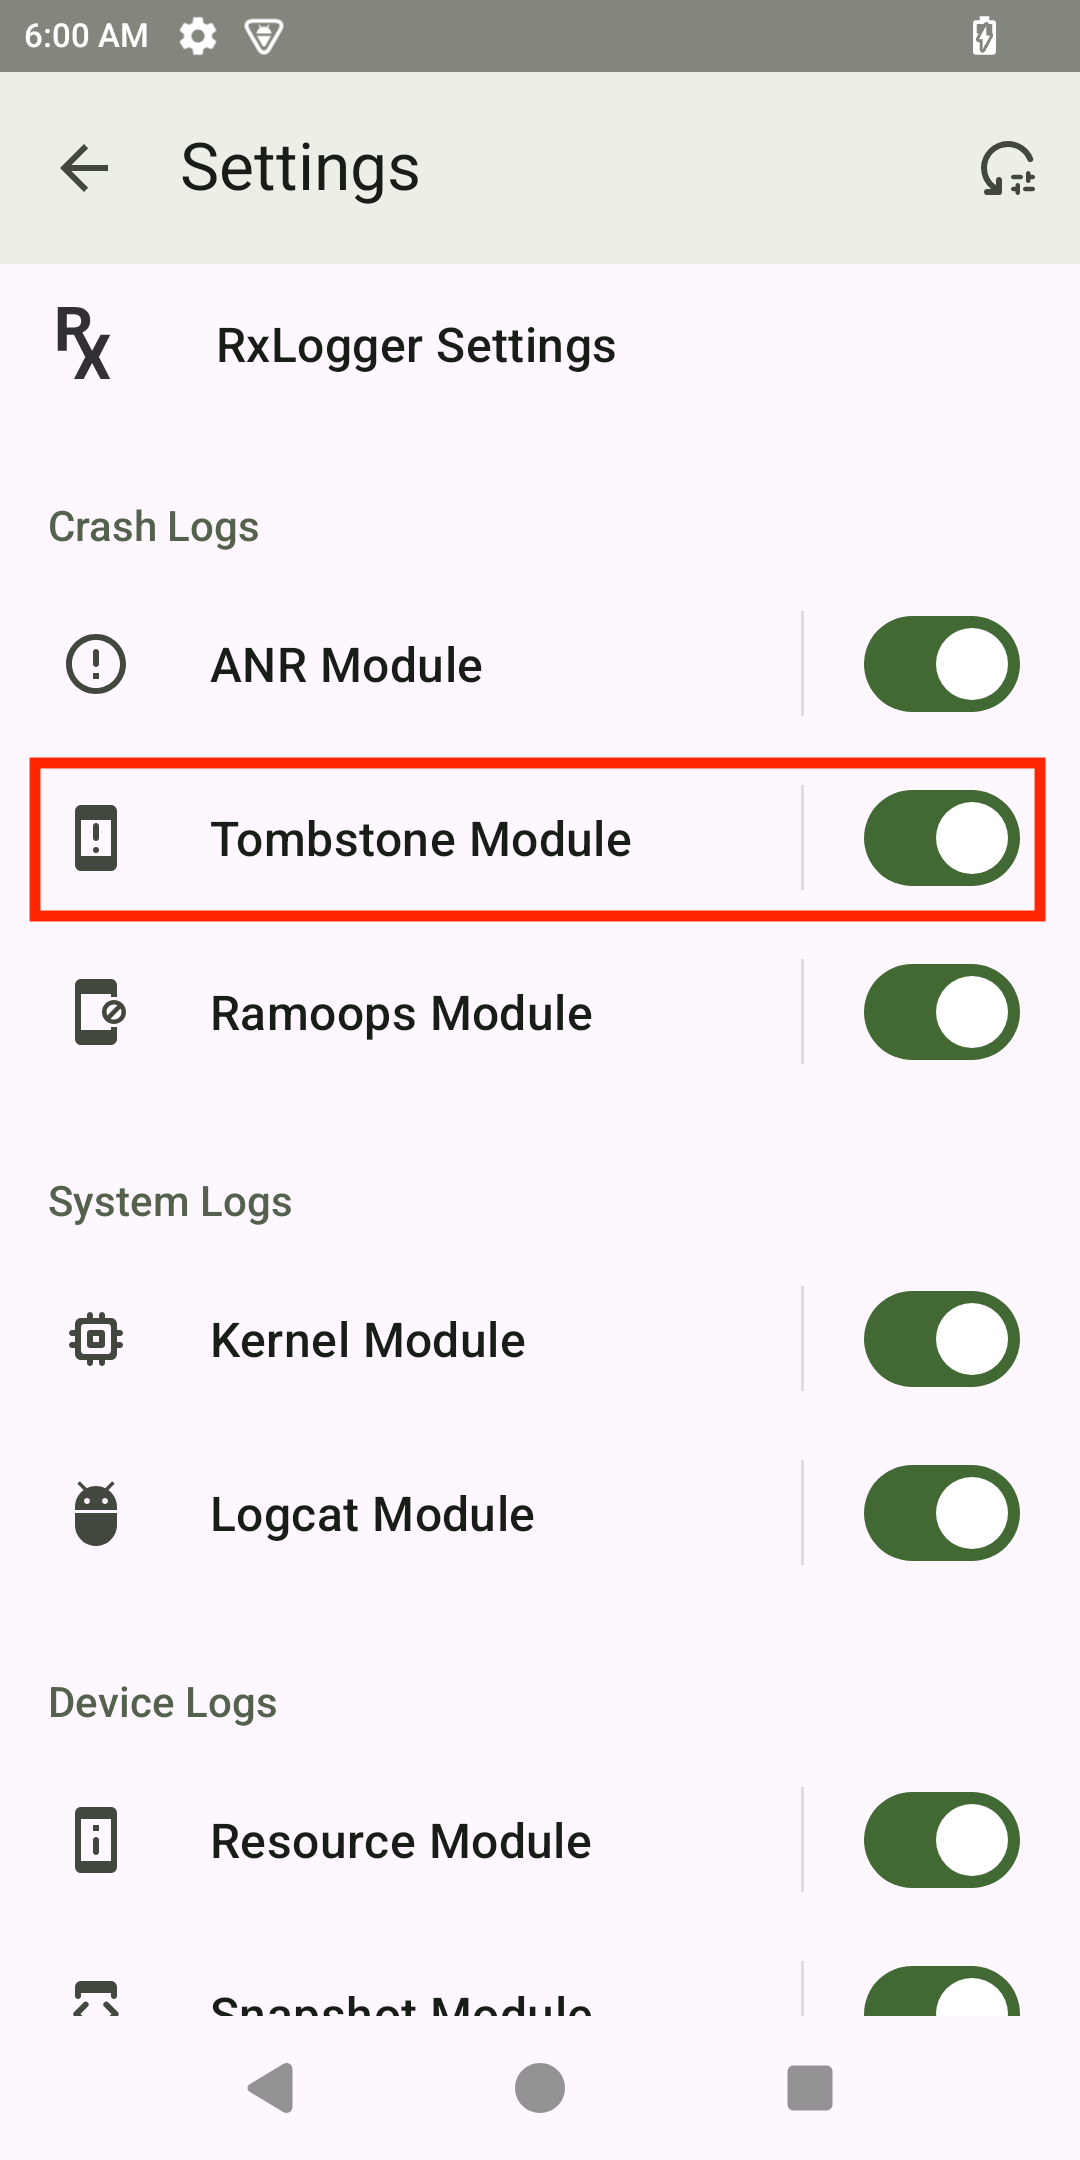 6:00 AM
Settings
Rx
RxLogger Settings
Crash Logs
ANR Module
Tombstone Module
Ramoops Module
System Logs
Kernel Module
Logcat Module
Device Logs
Resource Module
Snapshot Module